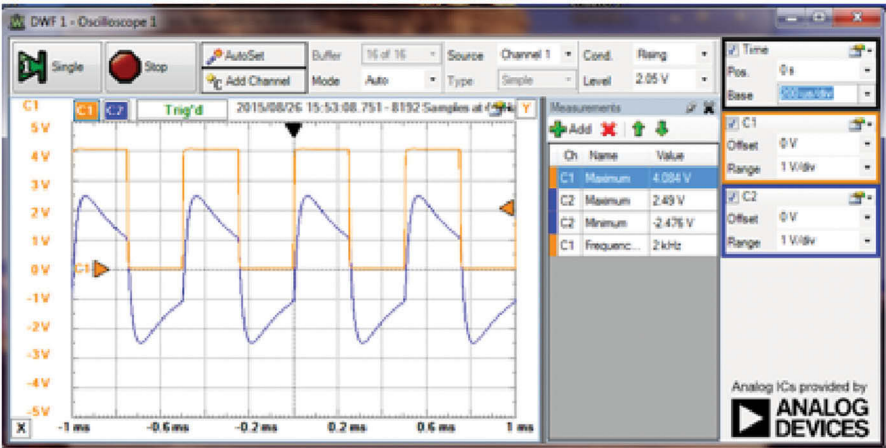 DWF 1 - Oscilloscope 1
Single
Stop
AutoSet
Add Channel
Buffer 16 of 16
Mode Auto
Source Channel 1
Type Simple
Cond. Rising
Level 2.05 V
C1 C1 C2 Trig'd 2015/08/26 15:53:08.751 - 8192 Samples at Y
5 V
4 V
3 V
2 V
1 V
0 V
-1 V
-2 V
-3 V
-4 V
-5 V
C1
X -1 ms -0.6 ms -0.2 ms 0.2 ms 0.6 ms 1 ms
Measurements
Add
Ch Name Value
C1 Maximum 4.084 V
C2 Maximum 2.49 V
C2 Minimum -2.476 V
C1 Frequenc... 2 kHz
Time
Pos. 0 s
Base 200 us/div
C1
Offset 0 V
Range 1 V/div
C2
Offset 0 V
Range 1 V/div
Analog ICs provided by
ANALOG
DEVICES